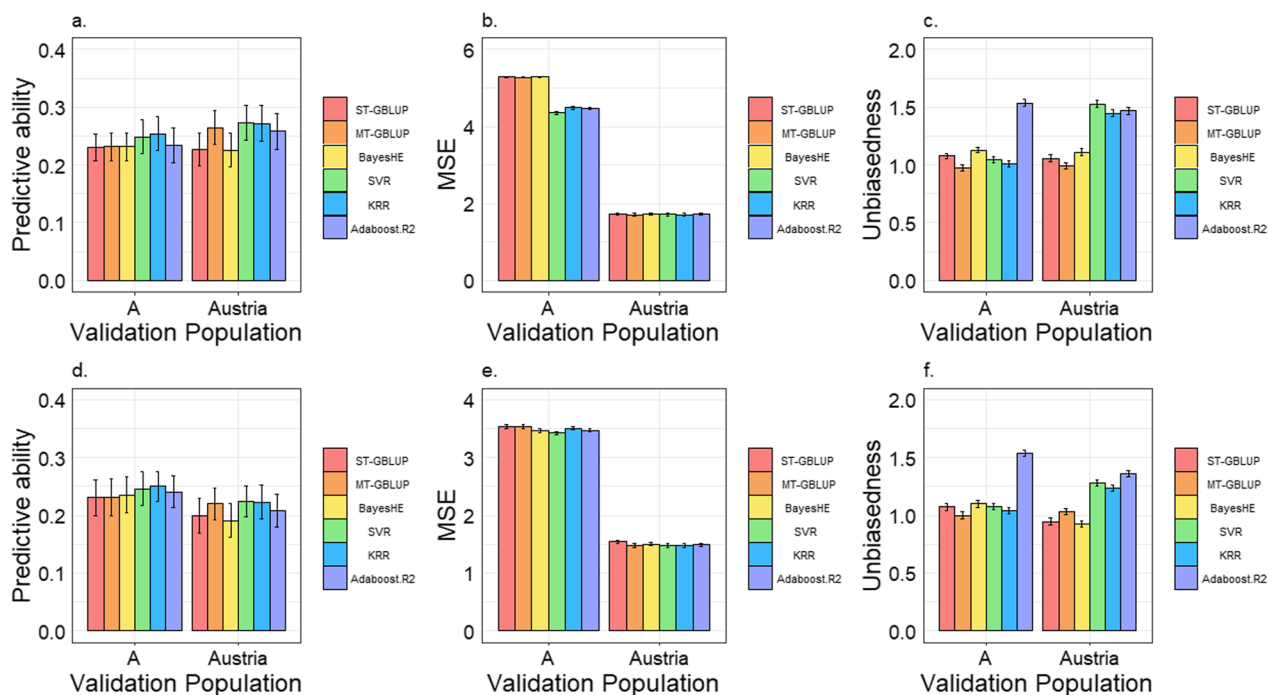 a.
0.4
0.3
0.2
0.1
0.0
Predictive ability
A
Austria
Validation Population
ST-GBLUP
MT-GBLUP
BayesHE
SVR
KRR
Adaboost.R2
b.
6
4
2
0
MSE
A
Austria
Validation Population
ST-GBLUP
MT-GBLUP
BayesHE
SVR
KRR
Adaboost.R2
c.
2.0
1.5
1.0
0.5
0.0
Unbiasedness
A
Austria
Validation Population
ST-GBLUP
MT-GBLUP
BayesHE
SVR
KRR
Adaboost.R2
d.
0.4
0.3
0.2
0.1
0.0
Predictive ability
A
Austria
Validation Population
ST-GBLUP
MT-GBLUP
BayesHE
SVR
KRR
Adaboost.R2
e.
4
3
2
1
0
MSE
A
Austria
Validation Population
ST-GBLUP
MT-GBLUP
BayesHE
SVR
KRR
Adaboost.R2
f.
2.0
1.5
1.0
0.5
0.0
Unbiasedness
A
Austria
Validation Population
ST-GBLUP
MT-GBLUP
BayesHE
SVR
KRR
Adaboost.R2